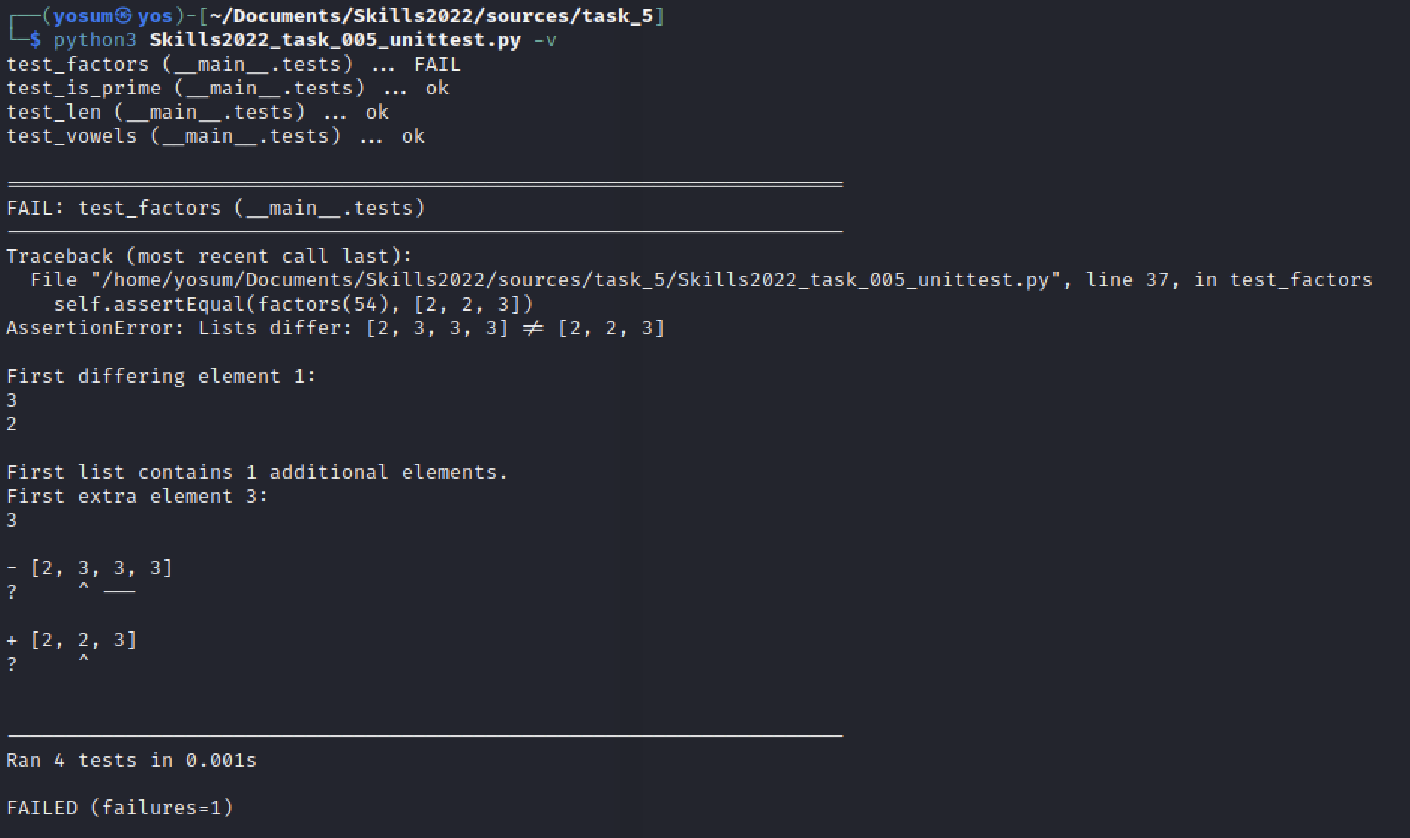 ┌──(yosum㉿yos)-[~/Documents/Skills2022/sources/task_5]
└─$ python3 Skills2022_task_005_unittest.py -v
test_factors (__main__.tests) ... FAIL
test_is_prime (__main__.tests) ... ok
test_len (__main__.tests) ... ok
test_vowels (__main__.tests) ... ok
======================================================================
FAIL: test_factors (__main__.tests)
----------------------------------------------------------------------
Traceback (most recent call last):
  File "/home/yosum/Documents/Skills2022/sources/task_5/Skills2022_task_005_unittest.py", line 37, in test_factors
    self.assertEqual(factors(54), [2, 2, 3])
AssertionError: Lists differ: [2, 3, 3, 3] != [2, 2, 3]
First differing element 1:
3
2
First list contains 1 additional elements.
First extra element 3:
3
- [2, 3, 3, 3]
?     ^ ---
+ [2, 2, 3]
?     ^
----------------------------------------------------------------------
Ran 4 tests in 0.001s
FAILED (failures=1)